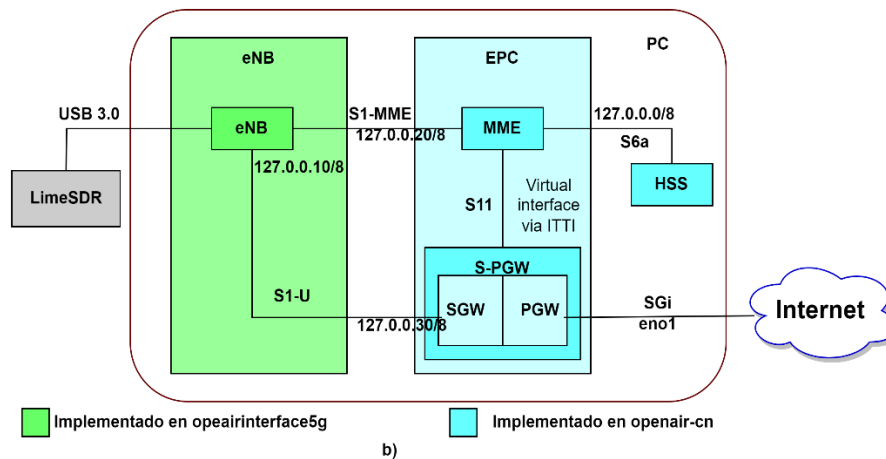 eNB
EPC
PC
USB 3.0
S1-MME
127.0.0.0/8
eNB
127.0.0.20/8
MME
S6a
127.0.0.10/8
LimeSDR
HSS
S11
Virtual
interface
via ITTI
S-PGW
S1-U
SGW
PGW
SGi
Internet
127.0.0.30/8
eno1
Implementado en opeairinterface5g
Implementado en openair-cn
b)